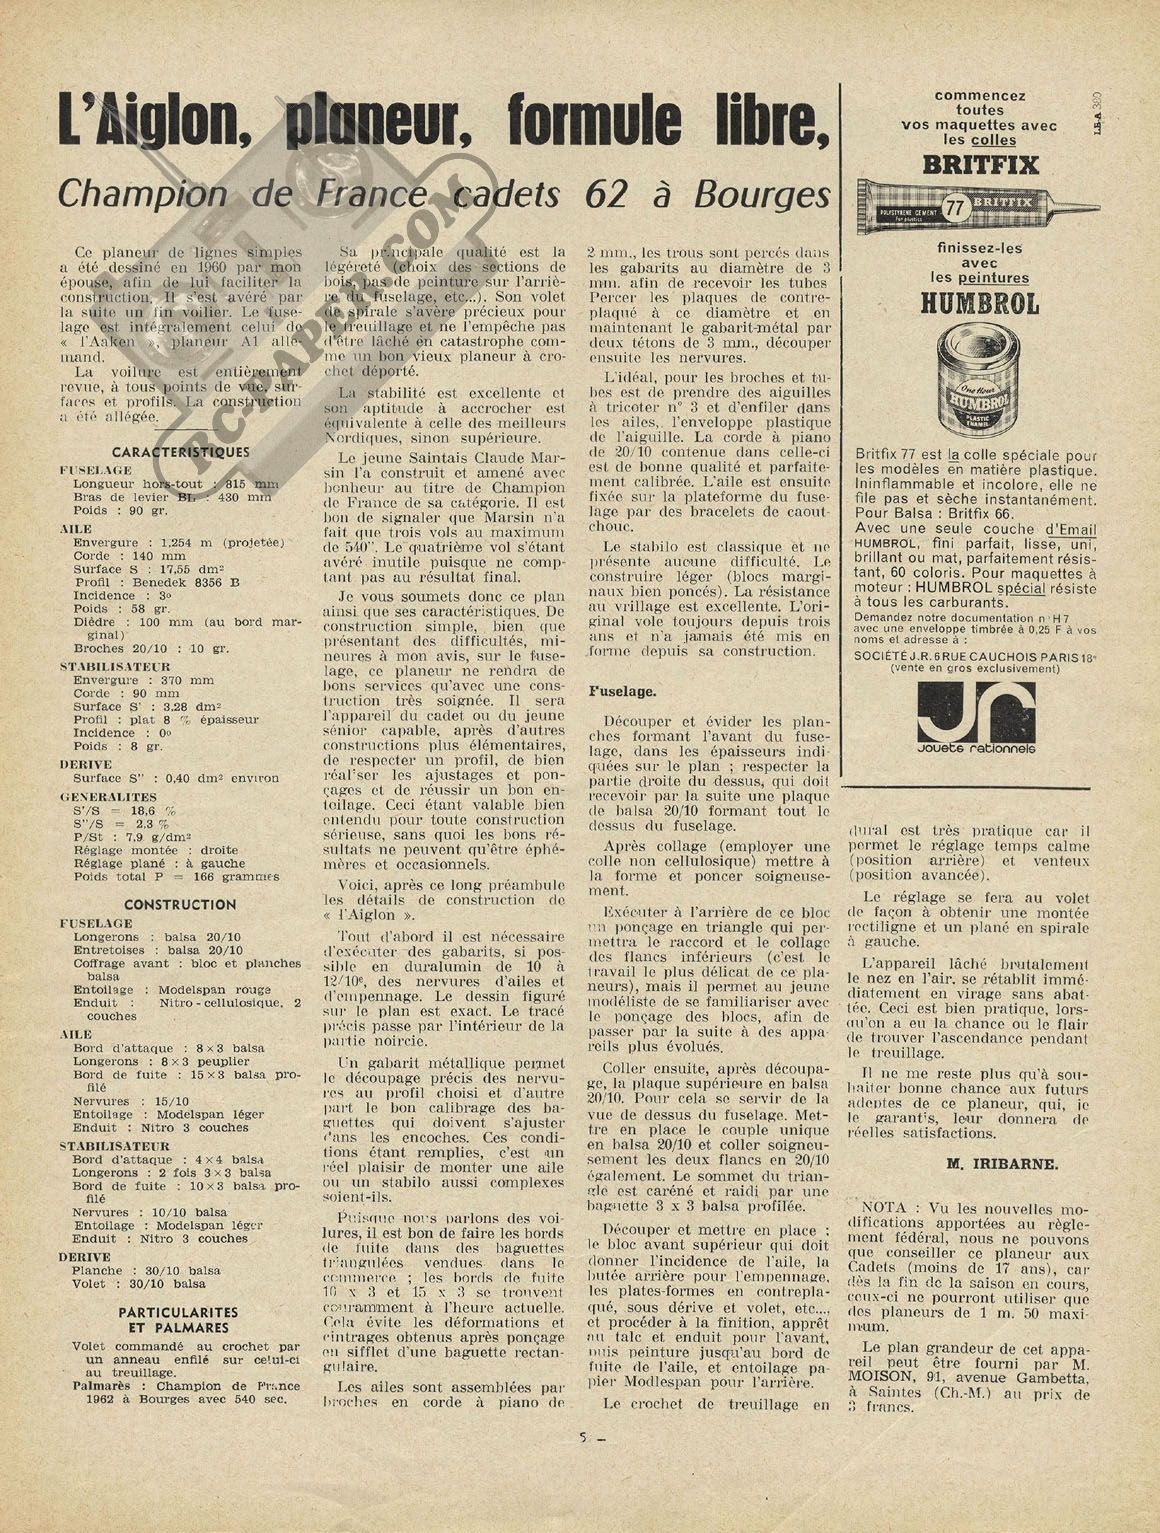 L'Aiglon, planeur, formule libre,
Champion de France cadets 62 à Bourges
Ce planeur de lignes simples
a été dessiné en 1960 par mon
épouse, afin de lui faciliter la
construction. Il s'est avéré par
la suite un fin voilier. Le fuse-
lage est intégralement celui de
« l'Aaken », planeur A1 alle-
mand.
La voilure est entièrement
revue, à tous points de vue, sur-
faces et profils. La construction
a été allégée.
CARACTERISTIQUES
FUSELAGE
Longueur hors-tout : 815 mm
Bras de levier BL : 430 mm
Poids : 90 gr.
AILE
Envergure : 1,254 m (projetée)
Corde : 140 mm
Surface S : 17,55 dm2
Profil : Benedek 8356 B
Incidence : 3o
Poids : 58 gr.
Dièdre : 100 mm (au bord mar-
ginal)
Broches 20/10 : 10 gr.
STABILISATEUR
Envergure : 370 mm
Corde : 90 mm
Surface S' : 3,28 dm2
Profil : plat 8 % épaisseur
Incidence : 0o
Poids : 8 gr.
DERIVE
Surface S" : 0,40 dm2 environ
GENERALITES
S'/S = 18,6 %
S"/S = 2,3 %
P/St : 7,9 g/dm2
Réglage montée : droite
Réglage plané : à gauche
Poids total P = 166 grammes
CONSTRUCTION
FUSELAGE
Longerons : balsa 20/10
Entretoises : balsa 20/10
Coffrage avant : bloc et planches
balsa
Entoilage : Modelspan rouge
Enduit : Nitro-cellulosique, 2
couches
AILE
Bord d'attaque : 8 × 3 balsa
Longerons : 8 × 3 peuplier
Bord de fuite : 15 × 3 balsa pro-
filé
Nervures : 15/10
Entoilage : Modelspan léger
Enduit : Nitro 3 couches
STABILISATEUR
Bord d'attaque : 4 × 4 balsa
Longerons : 2 fois 3 × 3 balsa
Bord de fuite : 10 × 3 balsa pro-
filé
Nervures : 10/10 balsa
Entoilage : Modelspan léger
Enduit : Nitro 3 couches
DERIVE
Planche : 30/10 balsa
Volet : 30/10 balsa
PARTICULARITES
ET PALMARES
Volet commandé au crochet par
un anneau enfilé sur celui-ci
au treuillage.
Palmarès : Champion de France
1962 à Bourges avec 540 sec.
Sa principale qualité est la
légèreté (choix des sections de
bois, pas de peinture sur l'arriè-
re du fuselage, etc...). Son volet
de spirale s'avère précieux pour
le treuillage et ne l'empêche pas
d'être lâché en catastrophe com-
me un bon vieux planeur à cro-
chet déporté.
La stabilité est excellente et
son aptitude à accrocher est
équivalente à celle des meilleurs
Nordiques, sinon supérieure.
Le jeune Saintais Claude Mar-
sin l'a construit et amené avec
bonheur au titre de Champion
de France de sa catégorie. Il est
bon de signaler que Marsin n'a
fait que trois vols au maximum
de 540". Le quatrième vol s'étant
avéré inutile puisque ne comp-
tant pas au résultat final.
Je vous soumets donc ce plan
ainsi que ses caractéristiques. De
construction simple, bien que
présentant des difficultés, mi-
neures à mon avis, sur le fuse-
lage, ce planeur ne rendra de
bons services qu'avec une cons-
truction très soignée. Il sera
l'appareil du cadet ou du jeune
sénior capable, après d'autres
constructions plus élémentaires,
de respecter un profil, de bien
réaliser les ajustages et pon-
çages et de réussir un bon en-
toilage. Ceci étant valable bien
entendu pour toute construction
sérieuse, sans quoi les bons ré-
sultats ne peuvent qu'être éphé-
mères et occasionnels.
Voici, après ce long préambule
les détails de construction de
« l'Aiglon ».
Tout d'abord il est nécessaire
d'exécuter des gabarits, si pos-
sible en duralumin de 10 à
12/10e, des nervures d'ailes et
d'empennage. Le dessin figuré
sur le plan est exact. Le tracé
précis passe par l'intérieur de la
partie noircie.
Un gabarit métallique permet
le découpage précis des nervu-
res au profil choisi et d'autre
part le bon calibrage des ba-
guettes qui doivent s'ajuster
dans les encoches. Ces condi-
tions étant remplies, c'est un
réel plaisir de monter une aile
ou un stabilo aussi complexes
soient-ils.
Puisque nous parlons des voi-
lures, il est bon de faire les bords
de fuite dans des baguettes
triangulées vendues dans le
commerce ; les bords de fuite
10 x 3 et 15 x 3 se trouvent
couramment à l'heure actuelle.
Cela évite les déformations et
cintrages obtenus après ponçage
en sifflet d'une baguette rectan-
gulaire.
Les ailes sont assemblées par
broches en corde à piano de
2 mm., les trous sont percés dans
les gabarits au diamètre de 3
mm. afin de recevoir les tubes
Percer les plaques de contre-
plaqué à ce diamètre et en
maintenant le gabarit-métal par
deux tétons de 3 mm., découper
ensuite les nervures.
L'idéal, pour les broches et tu-
bes est de prendre des aiguilles
à tricoter n° 3 et d'enfiler dans
les ailes, l'enveloppe plastique
de l'aiguille. La corde à piano
de 20/10 contenue dans celle-ci
est de bonne qualité et parfaite-
ment calibrée. L'aile est ensuite
fixée sur la plateforme du fuse-
lage par des bracelets de caout-
chouc.
Le stabilo est classique et ne
présente aucune difficulté. Le
construire léger (blocs margi-
naux bien poncés). La résistance
au vrillage est excellente. L'ori-
ginal vole toujours depuis trois
ans et n'a jamais été mis en
forme depuis sa construction.
Fuselage.
Découper et évider les plan-
ches formant l'avant du fuse-
lage, dans les épaisseurs indi-
quées sur le plan ; respecter la
partie droite du dessus, qui doit
recevoir par la suite une plaque
de balsa 20/10 formant tout le
dessus du fuselage.
Après collage (employer une
colle non cellulosique) mettre à
la forme et poncer soigneuse-
ment.
Exécuter à l'arrière de ce bloc
un ponçage en triangle qui per-
mettra le raccord et le collage
des flancs inférieurs (c'est le
travail le plus délicat de ce pla-
neurs), mais il permet au jeune
modéliste de se familiariser avec
le ponçage des blocs, afin de
passer par la suite à des appa-
reils plus évolués.
Coller ensuite, après découpa-
ge, la plaque supérieure en balsa
20/10. Pour cela se servir de la
vue de dessus du fuselage. Met-
tre en place le couple unique
en balsa 20/10 et coller soigneu-
sement les deux flancs en 20/10
également. Le sommet du trian-
gle est caréné et raidi par une
baguette 3 x 3 balsa profilée.
Découper et mettre en place ;
le bloc avant supérieur qui doit
donner l'incidence de l'aile, la
butée arrière pour l'empennage,
les plates-formes en contrepla-
qué, sous dérive et volet, etc...,
et procéder à la finition, apprêt
au talc et enduit pour l'avant,
puis peinture jusqu'au bord de
fuite de l'aile, et entoilage pa-
pier Modlespan pour l'arrière.
Le crochet de treuillage en
commencez
toutes
vos maquettes avec
les colles
BRITFIX
POLYSTYRENE CEMENT
For plastics
77
BRITFIX
finissez-les
avec
les peintures
HUMBROL
One Hour
HUMBROL
PLASTIC
ENAMEL
Britfix 77 est la colle spéciale pour
les modèles en matière plastique.
Ininflammable et incolore, elle ne
file pas et sèche instantanément.
Pour Balsa : Britfix 66.
Avec une seule couche d'Email
HUMBROL, fini parfait, lisse, uni,
brillant ou mat, parfaitement résis-
tant, 60 coloris. Pour maquettes à
moteur : HUMBROL spécial résiste
à tous les carburants.
Demandez notre documentation n° H7
avec une enveloppe timbrée à 0,25 F à vos
noms et adresse à :
SOCIÉTÉ J.R. 6 RUE CAUCHOIS PARIS 18e
(vente en gros exclusivement)
jr
jouets rationnels
dural est très pratique car il
permet le réglage temps calme
(position arrière) et venteux
(position avancée).
Le réglage se fera au volet
de façon à obtenir une montée
rectiligne et un plané en spirale
à gauche.
L'appareil lâché brutalement
le nez en l'air, se rétablit immé-
diatement en virage sans abat-
tée. Ceci est bien pratique, lors-
qu'on a eu la chance ou le flair
de trouver l'ascendance pendant
le treuillage.
Il ne me reste plus qu'à sou-
haiter bonne chance aux futurs
adeptes de ce planeur, qui, je
le garantis, leur donnera de
réelles satisfactions.
M. IRIBARNE.
NOTA : Vu les nouvelles mo-
difications apportées au règle-
ment fédéral, nous ne pouvons
que conseiller ce planeur aux
Cadets (moins de 17 ans), car
dès la fin de la saison en cours,
ceux-ci ne pourront utiliser que
des planeurs de 1 m. 50 maxi-
mum.
Le plan grandeur de cet appa-
reil peut être fourni par M.
MOISON, 91, avenue Gambetta,
à Saintes (Ch.-M.) au prix de
3 francs.
5 —
RC-PAPER.COM